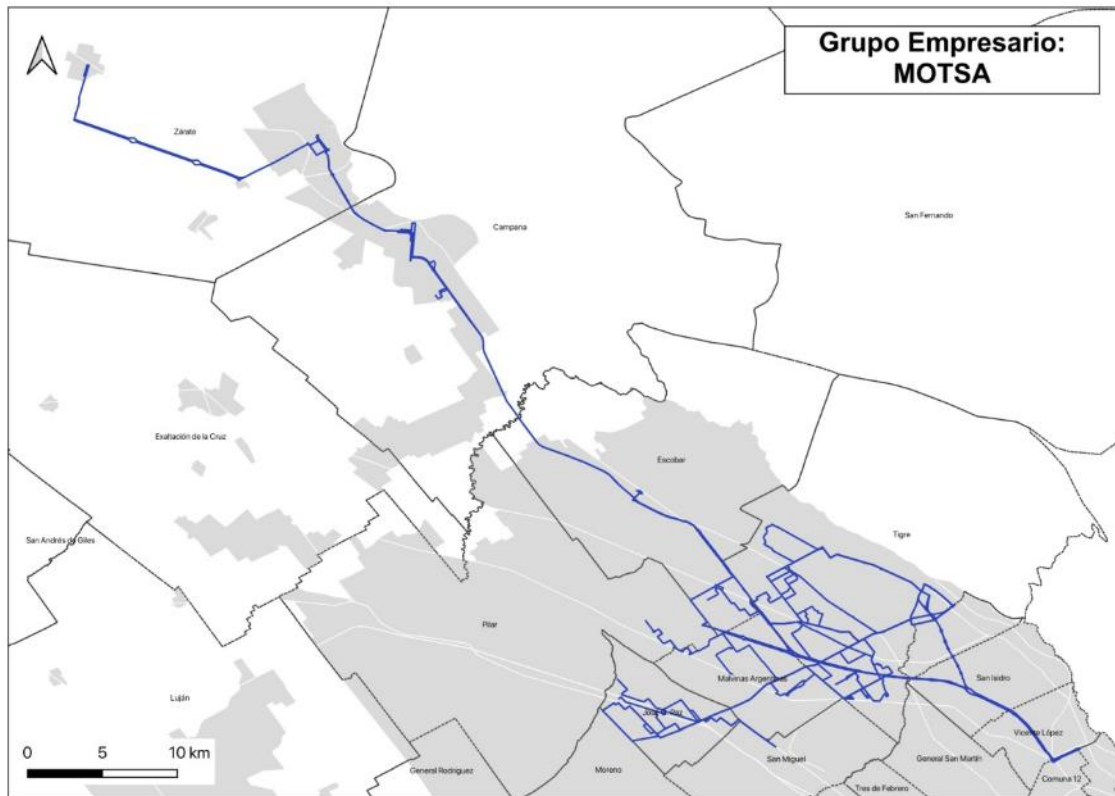 Grupo Empresario:
MOTSA
Zárate
San Fernando
Campana
Exaltación de la Cruz
Escobar
Tigre
San Andrés de Giles
Pilar
Malvinas Argentinas
San Isidro
Luján
José C. Paz
Vicente López
0 5 10 km
General Rodríguez
Moreno
San Miguel
General San Martín
Comuna 12
Tres de Febrero